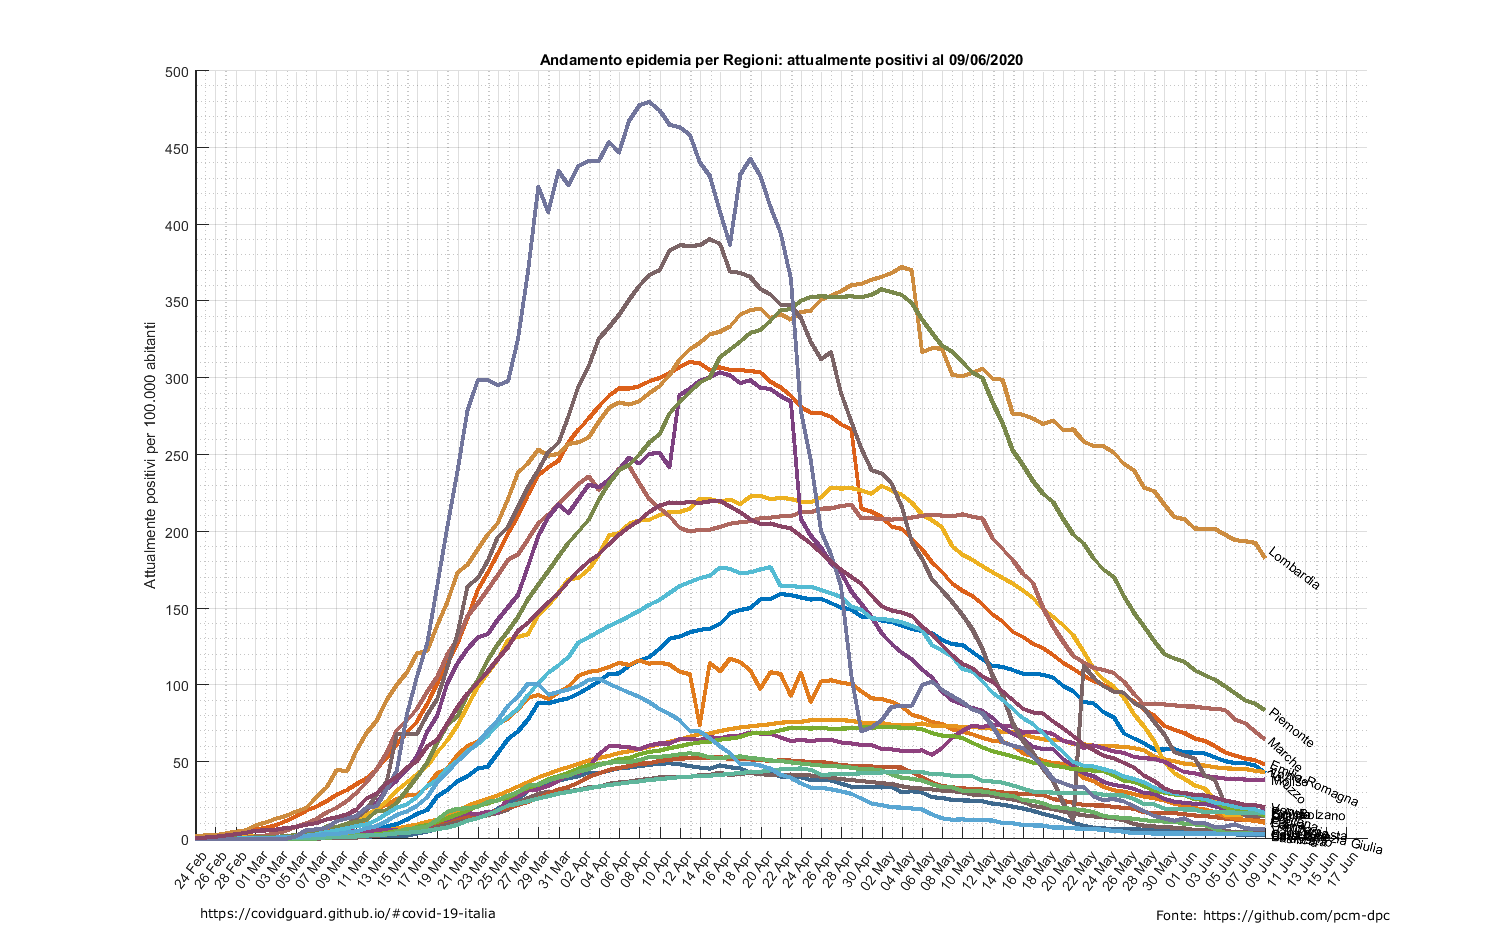 Andamento epidemia per Regioni: attualmente positivi al 09/06/2020
Attualmente positivi per 100.000 abitanti
500
450
400
350
300
250
200
150
100
50
0
Lombardia
Piemonte
Marche
24 Feb
26 Feb
28 Feb
01 Mar
03 Mar
05 Mar
07 Mar
09 Mar
11 Mar
13 Mar
15 Mar
17 Mar
19 Mar
21 Mar
23 Mar
25 Mar
27 Mar
29 Mar
31 Mar
02 Apr
04 Apr
06 Apr
08 Apr
10 Apr
12 Apr
14 Apr
16 Apr
18 Apr
20 Apr
22 Apr
24 Apr
26 Apr
28 Apr
30 Apr
02 May
04 May
06 May
08 May
10 May
12 May
14 May
16 May
18 May
20 May
22 May
24 May
26 May
28 May
30 May
01 Jun
03 Jun
05 Jun
07 Jun
09 Jun
11 Jun
13 Jun
15 Jun
17 Jun
https://covidguard.github.io/#covid-19-italia
Fonte: https://github.com/pcm-dpc